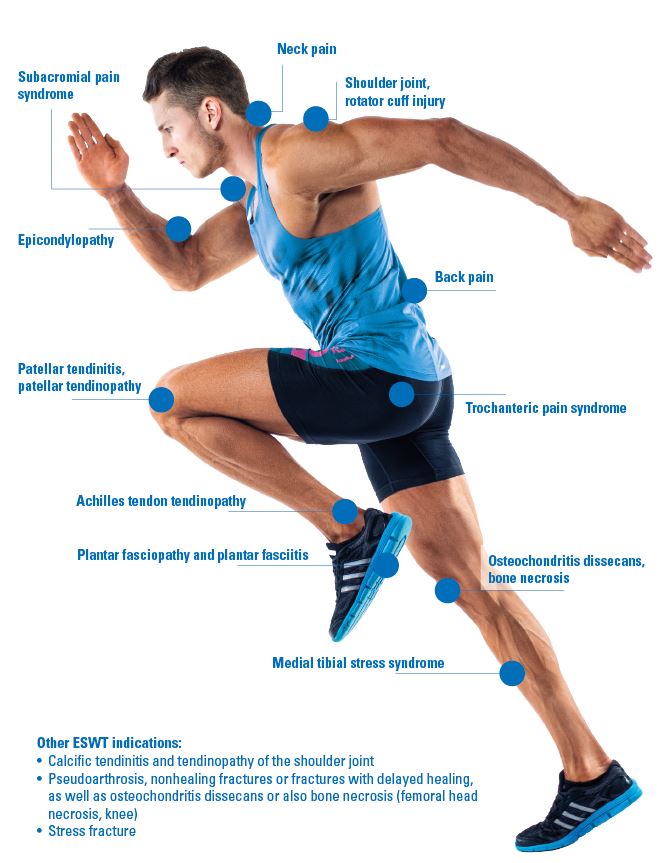 Neck pain
Subacromial pain
syndrome
Shoulder joint,
rotator cuff injury
Epicondylopathy
Back pain
Patellar tendinitis,
patellar tendinopathy
Trochanteric pain syndrome
Achilles tendon tendinopathy
Plantar fasciopathy and plantar fasciitis
Osteochondritis dissecans,
bone necrosis
Medial tibial stress syndrome
Other ESWT indications:
• Calcific tendinitis and tendinopathy of the shoulder joint
• Pseudoarthrosis, nonhealing fractures or fractures with delayed healing,
as well as osteochondritis dissecans or also bone necrosis (femoral head
necrosis, knee)
• Stress fracture